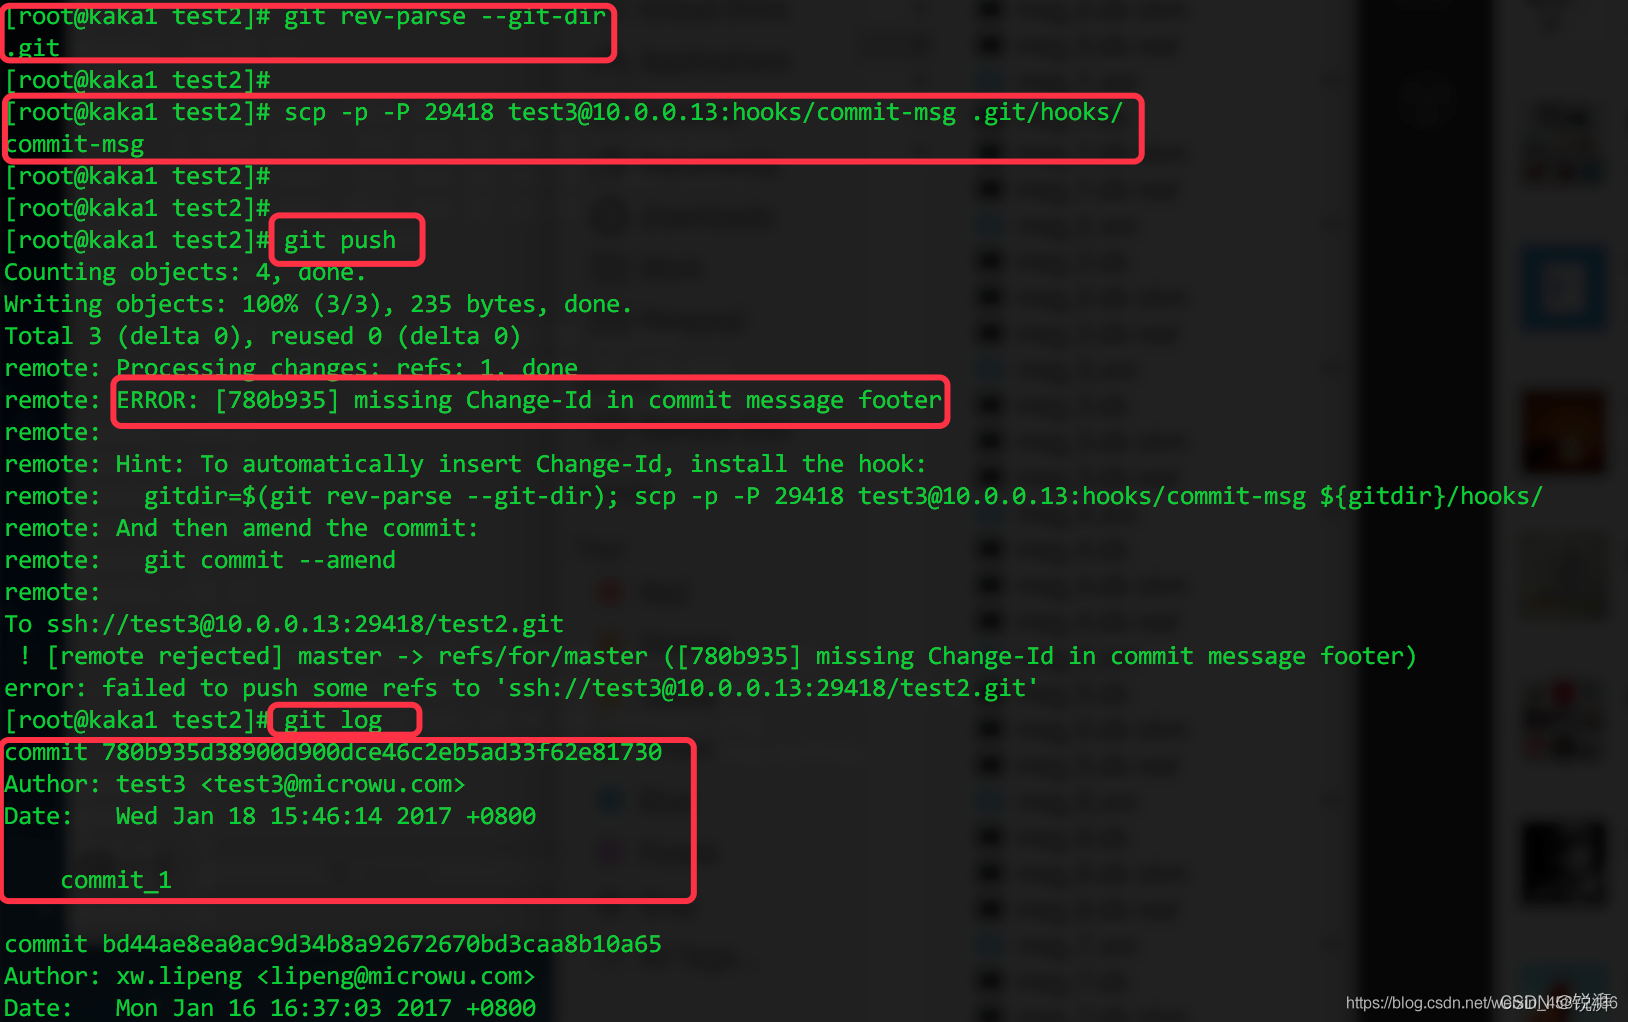 [root@kaka1 test2]# git rev-parse --git-dir
.git
[root@kaka1 test2]#
[root@kaka1 test2]# scp -p -P 29418 test3@10.0.0.13:hooks/commit-msg .git/hooks/
commit-msg
[root@kaka1 test2]#
[root@kaka1 test2]#
[root@kaka1 test2]# git push
Counting objects: 4, done.
Writing objects: 100% (3/3), 235 bytes, done.
Total 3 (delta 0), reused 0 (delta 0)
remote: Processing changes: refs: 1, done
remote: ERROR: [780b935] missing Change-Id in commit message footer
remote:
remote: Hint: To automatically insert Change-Id, install the hook:
remote:   gitdir=$(git rev-parse --git-dir); scp -p -P 29418 test3@10.0.0.13:hooks/commit-msg ${gitdir}/hooks/
remote: And then amend the commit:
remote:   git commit --amend
remote:
To ssh://test3@10.0.0.13:29418/test2.git
 ! [remote rejected] master -> refs/for/master ([780b935] missing Change-Id in commit message footer)
error: failed to push some refs to 'ssh://test3@10.0.0.13:29418/test2.git'
[root@kaka1 test2]# git log
commit 780b935d38900d900dce46c2eb5ad33f62e81730
Author: test3 <test3@microwu.com>
Date:   Wed Jan 18 15:46:14 2017 +0800
    commit_1
commit bd44ae8ea0ac9d34b8a92672670bd3caa8b10a65
Author: xw.lipeng <lipeng@microwu.com>
Date:   Mon Jan 16 16:37:03 2017 +0800
CSDN @锐湃